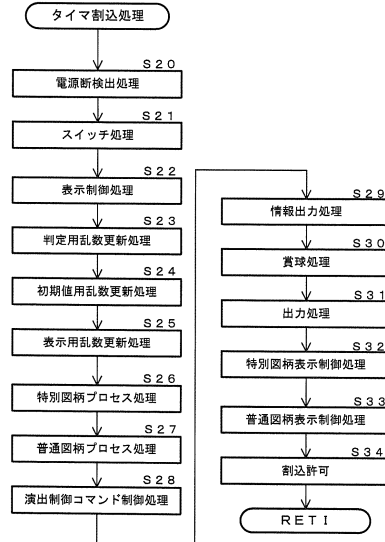 タイマ割込処理
S20
電源断検出処理
S21
スイッチ処理
S22
表示制御処理
S23
判定用乱数更新処理
S24
初期値用乱数更新処理
S25
表示用乱数更新処理
S26
特別図柄プロセス処理
S27
普通図柄プロセス処理
S28
演出制御コマンド制御処理
S29
情報出力処理
S30
賞球処理
S31
出力処理
S32
特別図柄表示制御処理
S33
普通図柄表示制御処理
S34
割込許可
RETI